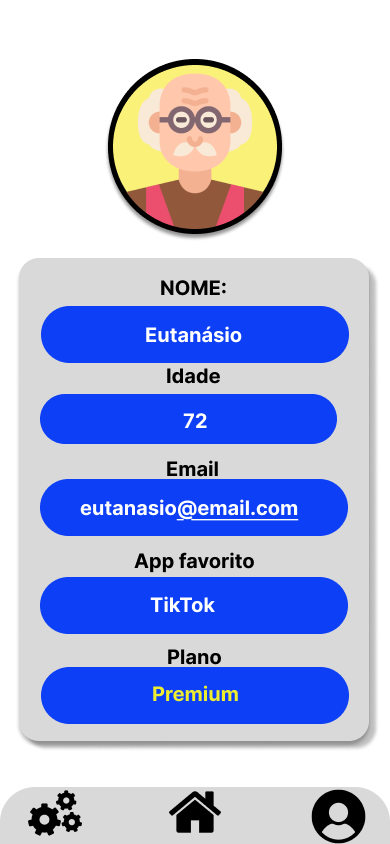 NOME:
Eutanásio
Idade
72
Email
eutanasio@email.com
App favorito
TikTok
Plano
Premium